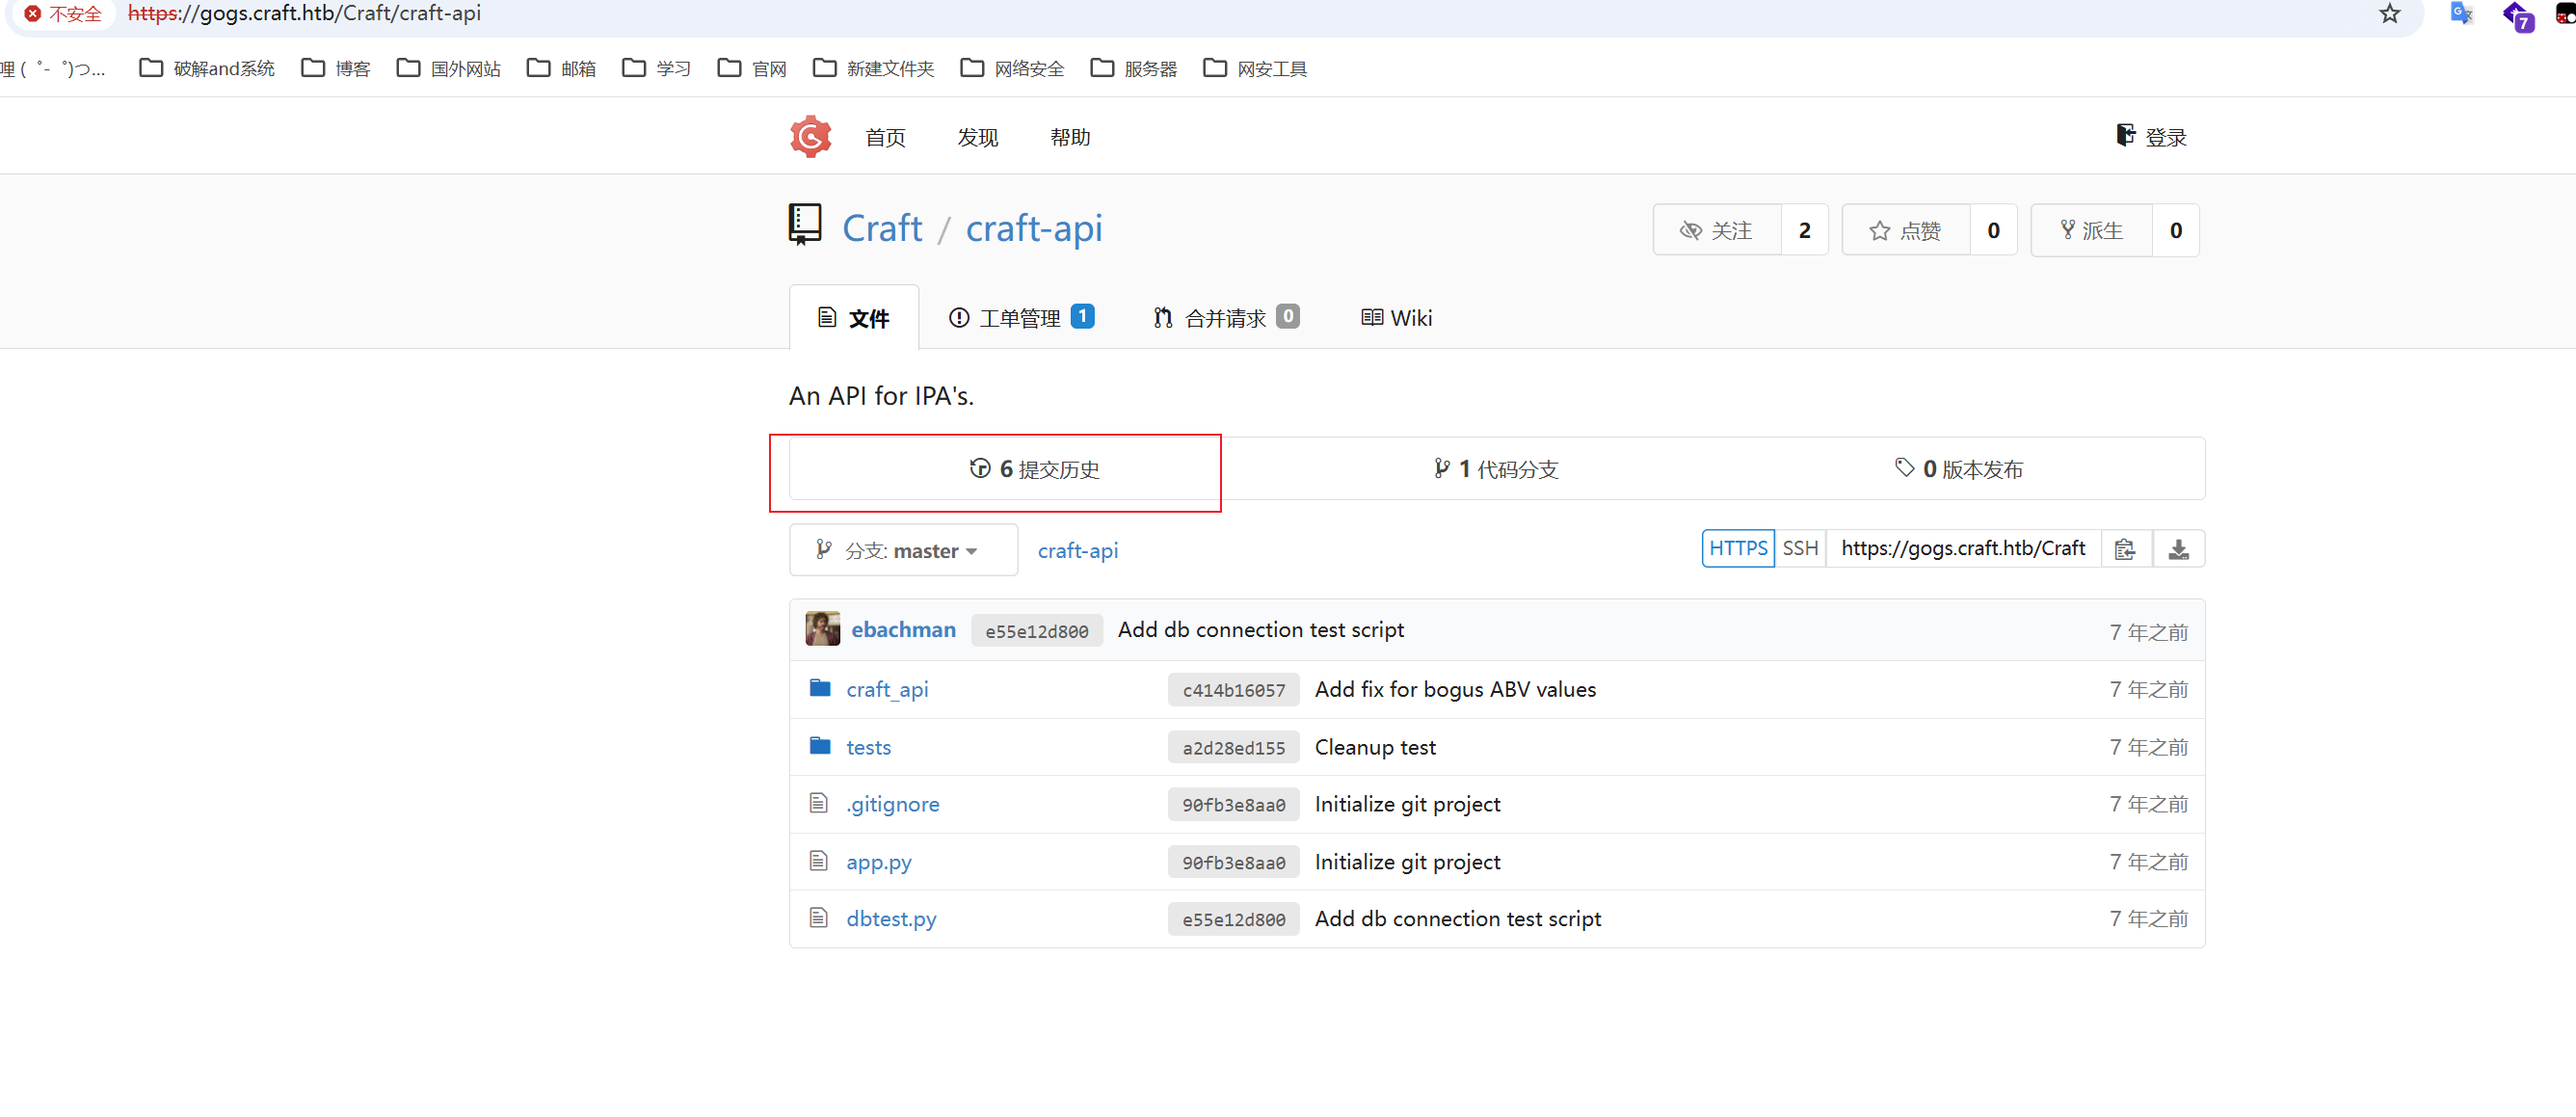 不安全 https://gogs.craft.htb/Craft/craft-api
7
哩 (゜-゜)つ... 破解and系统 博客 国外网站 邮箱 学习 官网 新建文件夹 网络安全 服务器 网安工具
首页 发现 帮助 登录
Craft / craft-api 关注 2 点赞 0 派生 0
文件 工单管理 1 合并请求 0 Wiki
An API for IPA's.
6 提交历史 1 代码分支 0 版本发布
分支: master craft-api HTTPS SSH https://gogs.craft.htb/Craft
ebachman e55e12d800 Add db connection test script 7 年之前
craft_api c414b16057 Add fix for bogus ABV values 7 年之前
tests a2d28ed155 Cleanup test 7 年之前
.gitignore 90fb3e8aa0 Initialize git project 7 年之前
app.py 90fb3e8aa0 Initialize git project 7 年之前
dbtest.py e55e12d800 Add db connection test script 7 年之前